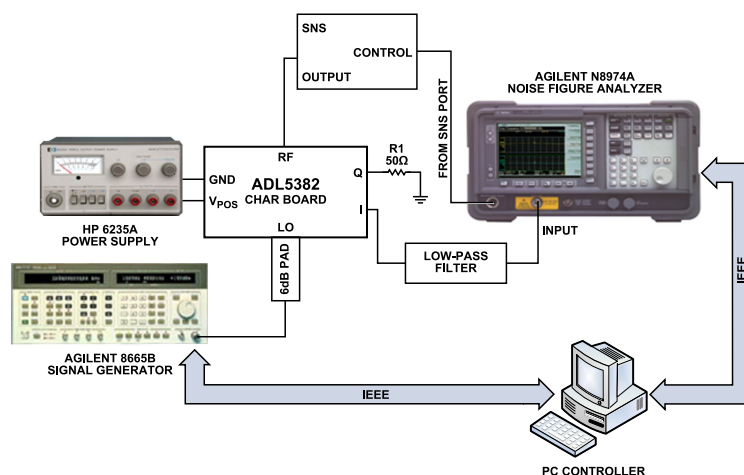 SNS
CONTROL
OUTPUT
FROM SNS PORT
AGILENT N8974A
NOISE FIGURE ANALYZER
RF
GND
VPOS
ADL5382
CHAR BOARD
Q
I
LO
R1
50Ω
INPUT
HP 6235A
POWER SUPPLY
6dB PAD
LOW-PASS
FILTER
AGILENT 8665B
SIGNAL GENERATOR
IEEE
IEEE
PC CONTROLLER